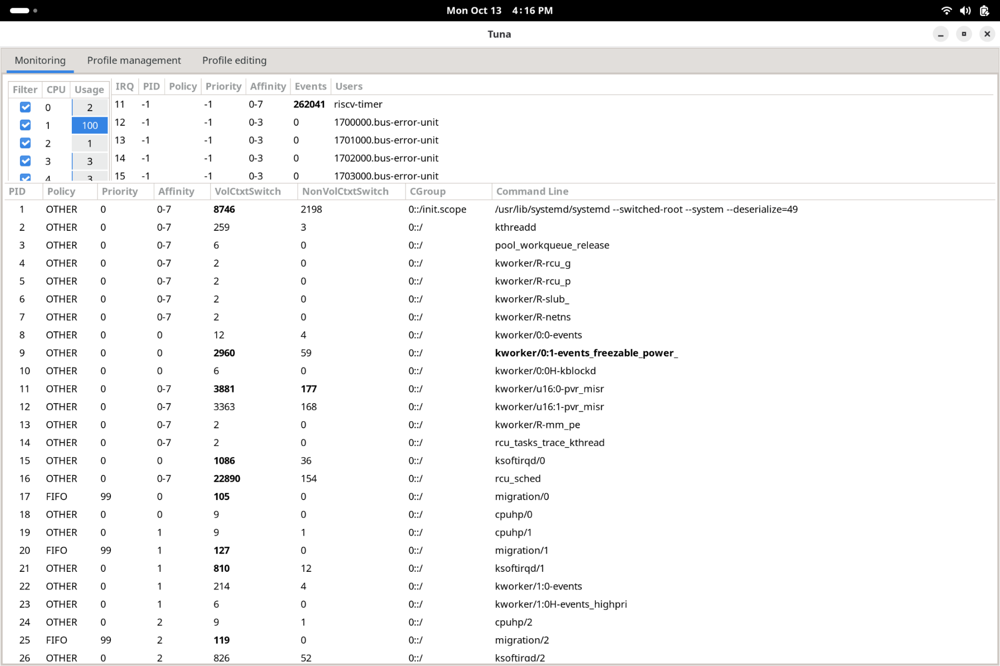 Mon Oct 13 4:16 PM
Tuna
Monitoring Profile management Profile editing
Filter CPU Usage
0 2
1 100
2 1
3 3
4 3
IRQ PID Policy Priority Affinity Events Users
11 -1 -1 0-7 262041 riscv-timer
12 -1 -1 0-3 0 1700000.bus-error-unit
13 -1 -1 0-3 0 1701000.bus-error-unit
14 -1 -1 0-3 0 1702000.bus-error-unit
15 -1 -1 0-3 0 1703000.bus-error-unit
PID Policy Priority Affinity VolCtxtSwitch NonVolCtxtSwitch CGroup Command Line
1 OTHER 0 0-7 8746 2198 0::/init.scope /usr/lib/systemd/systemd --switched-root --system --deserialize=49
2 OTHER 0 0-7 259 3 0::/ kthreadd
3 OTHER 0 0-7 6 0 0::/ pool_workqueue_release
4 OTHER 0 0-7 2 0 0::/ kworker/R-rcu_g
5 OTHER 0 0-7 2 0 0::/ kworker/R-rcu_p
6 OTHER 0 0-7 2 0 0::/ kworker/R-slub_
7 OTHER 0 0-7 2 0 0::/ kworker/R-netns
8 OTHER 0 0 12 4 0::/ kworker/0:0-events
9 OTHER 0 0 2960 59 0::/ kworker/0:1-events_freezable_power_
10 OTHER 0 0 6 0 0::/ kworker/0:0H-kblockd
11 OTHER 0 0-7 3881 177 0::/ kworker/u16:0-pvr_misr
12 OTHER 0 0-7 3363 168 0::/ kworker/u16:1-pvr_misr
13 OTHER 0 0-7 2 0 0::/ kworker/R-mm_pe
14 OTHER 0 0-7 2 0 0::/ rcu_tasks_trace_kthread
15 OTHER 0 0 1086 36 0::/ ksoftirqd/0
16 OTHER 0 0-7 22890 154 0::/ rcu_sched
17 FIFO 99 0 105 0 0::/ migration/0
18 OTHER 0 0 9 0 0::/ cpuhp/0
19 OTHER 0 1 9 1 0::/ cpuhp/1
20 FIFO 99 1 127 0 0::/ migration/1
21 OTHER 0 1 810 12 0::/ ksoftirqd/1
22 OTHER 0 1 214 4 0::/ kworker/1:0-events
23 OTHER 0 1 6 0 0::/ kworker/1:0H-events_highpri
24 OTHER 0 2 9 1 0::/ cpuhp/2
25 FIFO 99 2 119 0 0::/ migration/2
26 OTHER 0 2 826 52 0::/ ksoftirqd/2